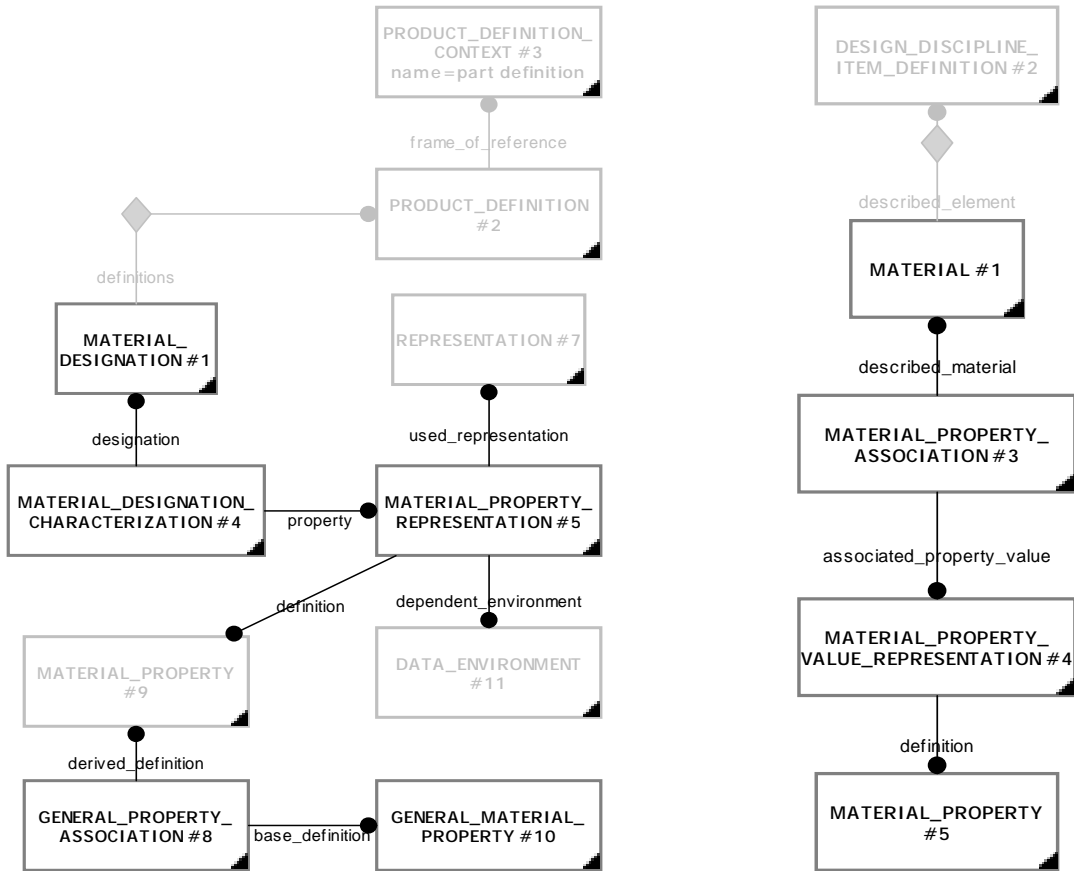 PRODUCT_DEFINITION_
CONTEXT #3
name=part definition
frame_of_reference
PRODUCT_DEFINITION
#2
definitions
MATERIAL_
DESIGNATION #1
REPRESENTATION #7
designation
used_representation
MATERIAL_DESIGNATION_
CHARACTERIZATION #4
property
MATERIAL_PROPERTY_
REPRESENTATION #5
definition
dependent_environment
MATERIAL_PROPERTY
#9
DATA_ENVIRONMENT
#11
derived_definition
GENERAL_PROPERTY_
ASSOCIATION #8
base_definition
GENERAL_MATERIAL_
PROPERTY #10
DESIGN_DISCIPLINE_
ITEM_DEFINITION #2
described_element
MATERIAL #1
described_material
MATERIAL_PROPERTY_
ASSOCIATION #3
associated_property_value
MATERIAL_PROPERTY_
VALUE_REPRESENTATION #4
definition
MATERIAL_PROPERTY
#5